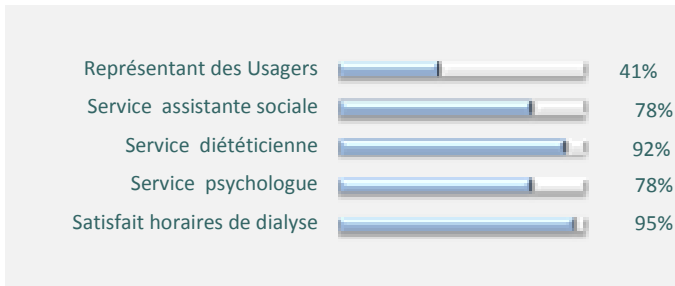 Représentant des Usagers 41%
Service assistante sociale 78%
Service diététicienne 92%
Service psychologue 78%
Satisfait horaires de dialyse 95%